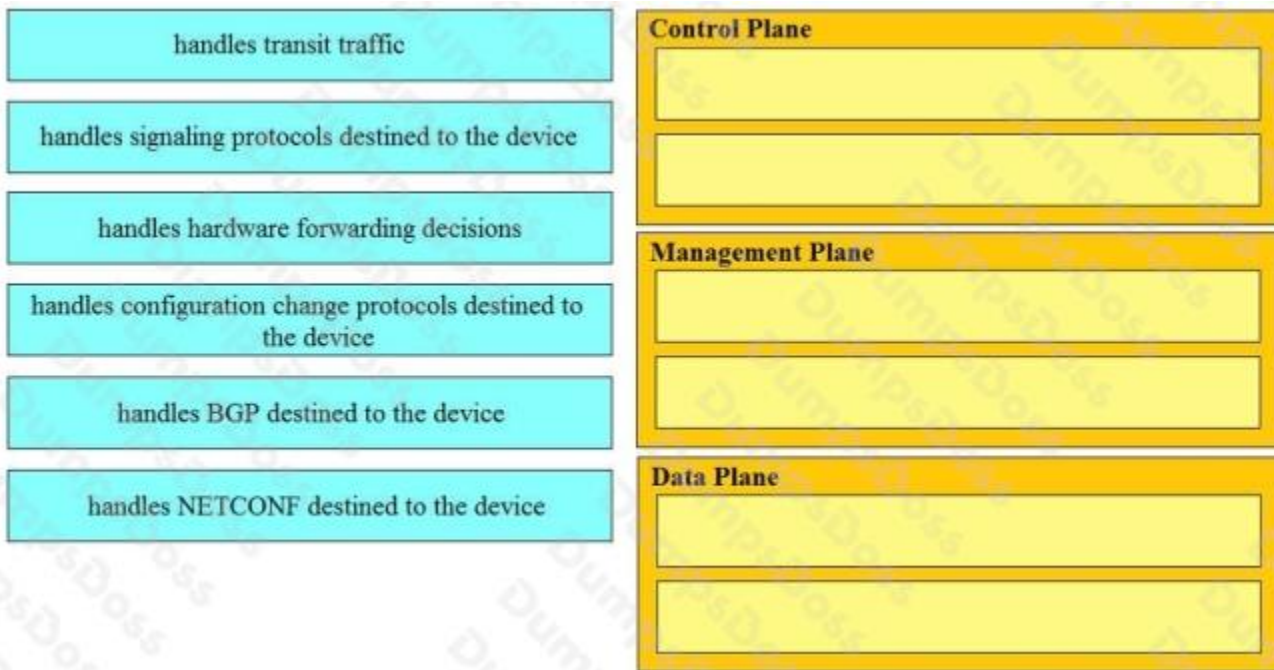 handles transit traffic
handles signaling protocols destined to the device
handles hardware forwarding decisions
handles configuration change protocols destined to
the device
handles BGP destined to the device
handles NETCONF destined to the device
Control Plane
Management Plane
Data Plane